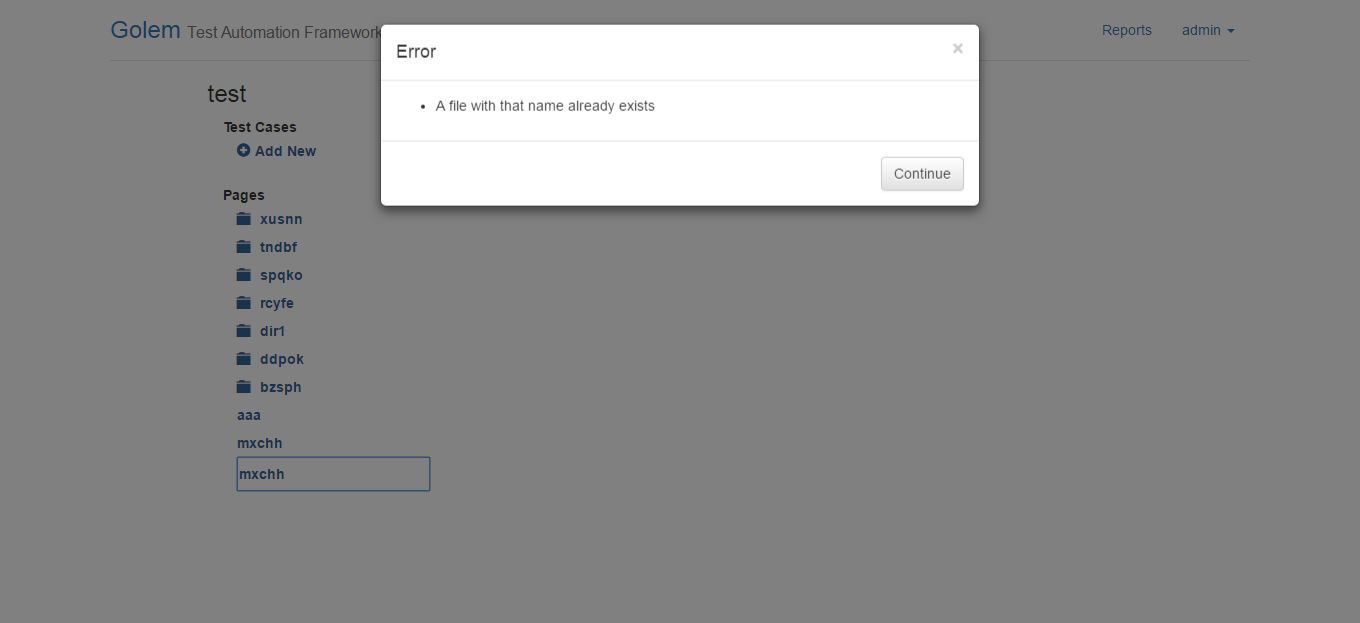 Golem Test Automation Framework
Reports
admin
Error
×
A file with that name already exists
Continue
test
Test Cases
Add New
Pages
xusnn
tndbf
spqko
rcyfe
dir1
ddpok
bzsph
aaa
mxchh
mxchh